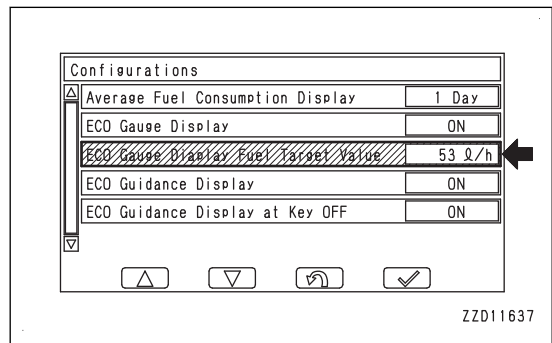 Configurations
Average Fuel Consumption Display 1 Day
ECO Gauge Display ON
ECO Gauge Diaplay Fuel Target Value 53 ℓ/h
ECO Guidance Display ON
ECO Guidance Display at Key OFF ON
ZZD11637